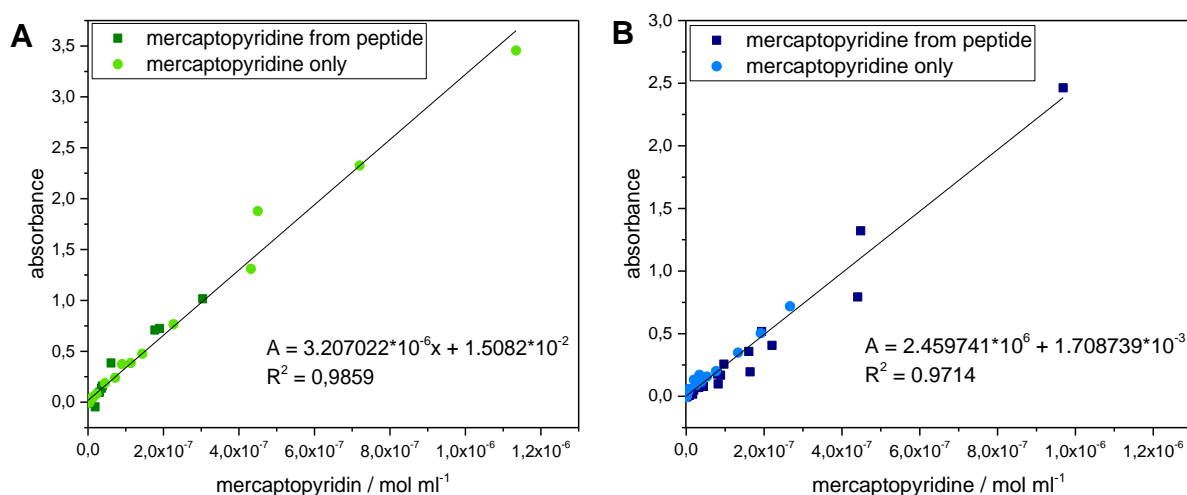 A
mercaptopyridine from peptide
mercaptopyridine only
3,5
3,0
2,5
2,0
1,5
1,0
0,5
0,0
absorbance
A = 3.207022*10⁻⁶x + 1.5082*10⁻²
R² = 0,9859
0,0 2,0x10⁻⁷ 4,0x10⁻⁷ 6,0x10⁻⁷ 8,0x10⁻⁷ 1,0x10⁻⁶ 1,2x10⁻⁶
mercaptopyridin / mol ml⁻¹
B
mercaptopyridine from peptide
mercaptopyridine only
3,0
2,5
2,0
1,5
1,0
0,5
0,0
absorbance
A = 2.459741*10⁶ + 1.708739*10⁻³
R² = 0.9714
0,0 2,0x10⁻⁷ 4,0x10⁻⁷ 6,0x10⁻⁷ 8,0x10⁻⁷ 1,0x10⁻⁶ 1,2x10⁻⁶
mercaptopyridine / mol ml⁻¹